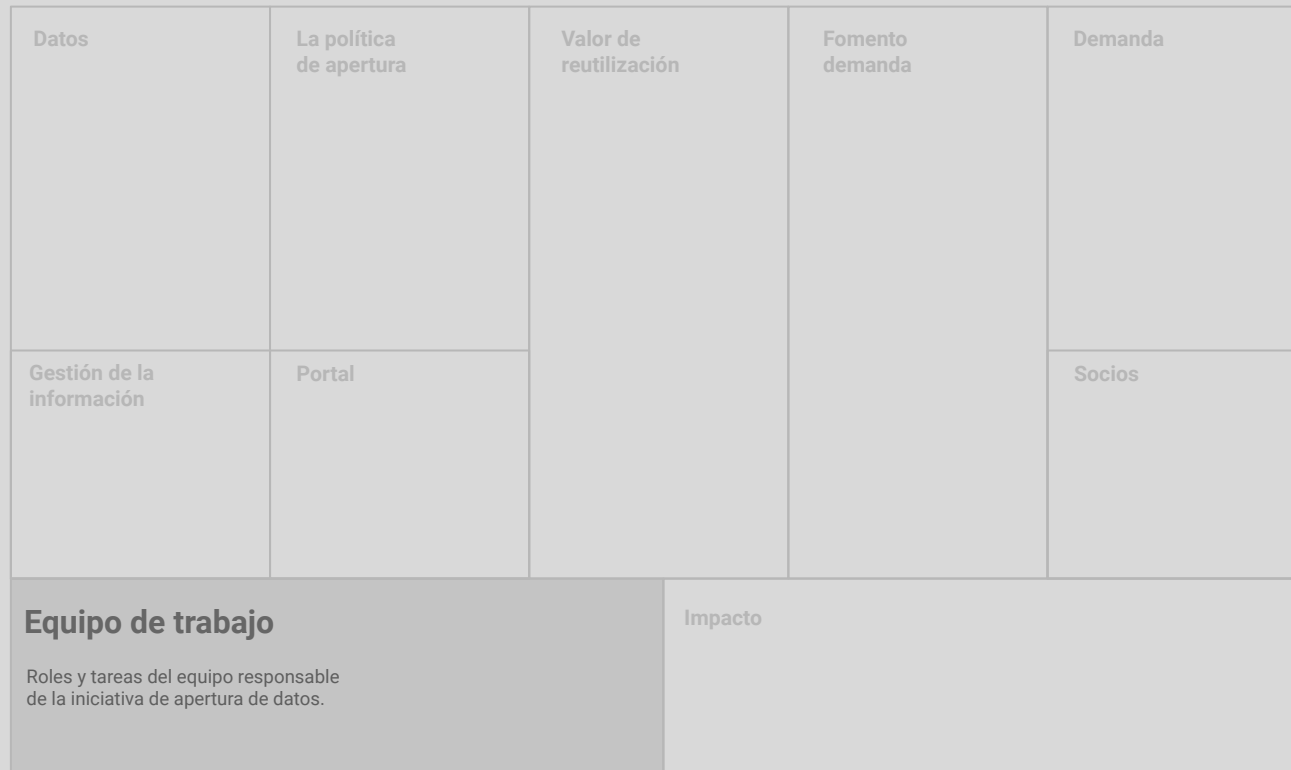 Datos
La política
de apertura
Valor de
reutilización
Fomento
demanda
Demanda
Gestión de la
información
Portal
Socios
Equipo de trabajo
Roles y tareas del equipo responsable
de la iniciativa de apertura de datos.
Impacto